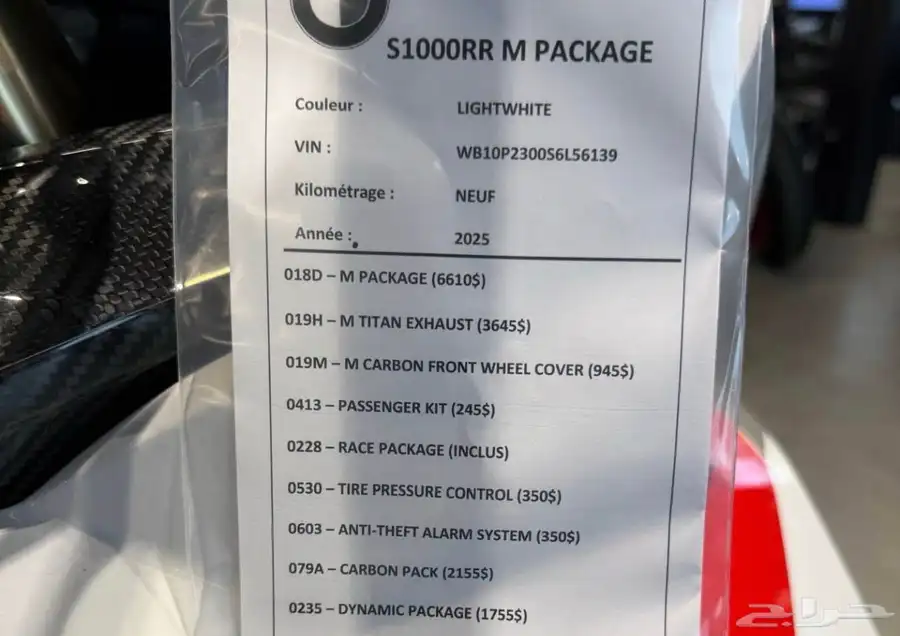 S1000RR M PACKAGE
Couleur : LIGHTWHITE
VIN : WB10P2300S6L56139
Kilométrage : NEUF
Année : 2025
018D – M PACKAGE (6610$)
019H – M TITAN EXHAUST (3645$)
019M – M CARBON FRONT WHEEL COVER (945$)
0413 – PASSENGER KIT (245$)
0228 – RACE PACKAGE (INCLUS)
0530 – TIRE PRESSURE CONTROL (350$)
0603 – ANTI-THEFT ALARM SYSTEM (350$)
079A – CARBON PACK (2155$)
0235 – DYNAMIC PACKAGE (1755$)
حراج